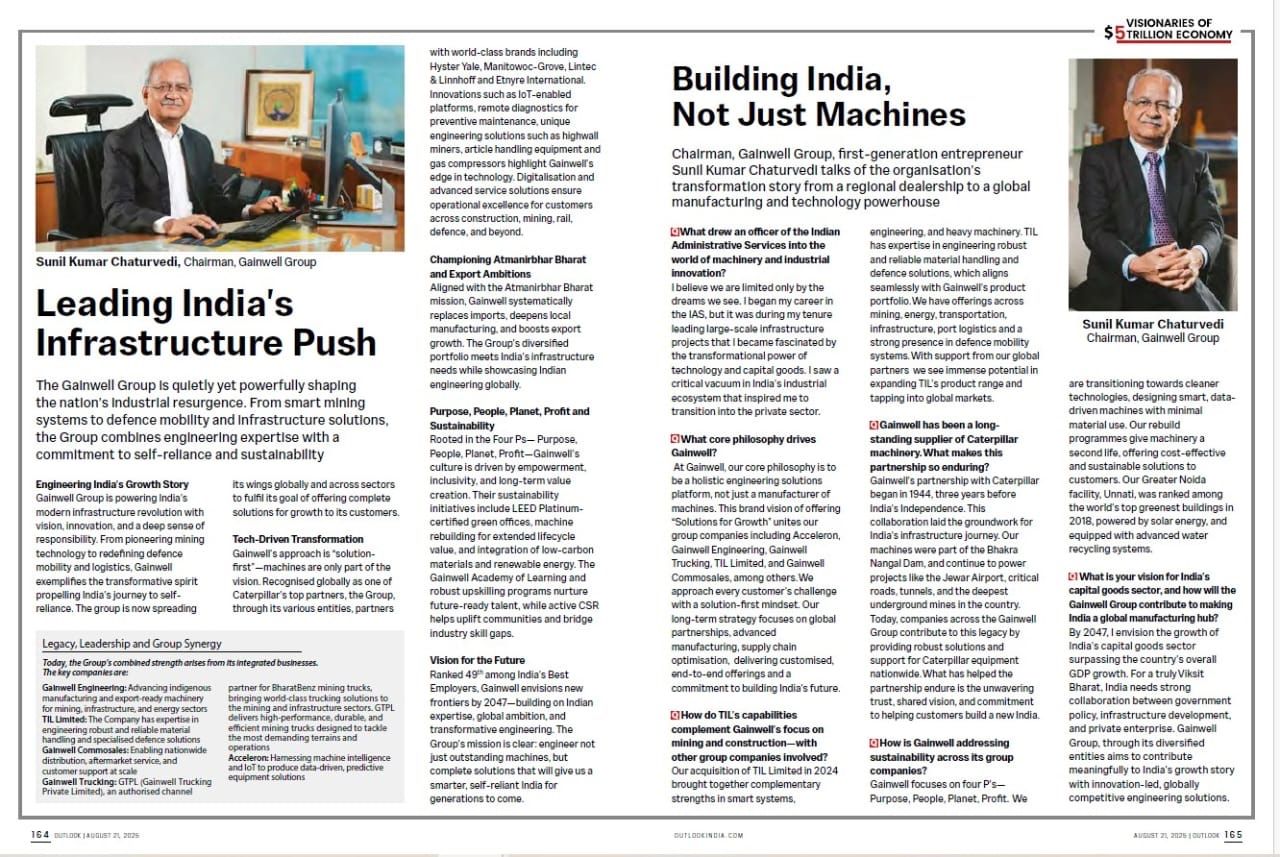 $5 VISIONARIES OF
TRILLION ECONOMY
Sunil Kumar Chaturvedi, Chairman, Gainwell Group
Leading India's
Infrastructure Push
The Gainwell Group is quietly yet powerfully shaping
the nation's industrial resurgence. From smart mining
systems to defence mobility and infrastructure solutions,
the Group combines engineering expertise with a
commitment to self-reliance and sustainability
Engineering India's Growth Story
Gainwell Group is powering India's
modern infrastructure revolution with
vision, innovation, and a deep sense of
responsibility. From pioneering mining
technology to redefining defence
mobility and logistics, Gainwell
exemplifies the transformative spirit
propelling India's journey to self-
reliance. The group is now spreading
its wings globally and across sectors
to fulfil its goal of offering complete
solutions for growth to its customers.
Tech-Driven Transformation
Gainwell's approach is "solution-
first"—machines are only part of the
vision. Recognised globally as one of
Caterpillar's top partners, the Group,
through its various entities, partners
Legacy, Leadership and Group Synergy
Today, the Group's combined strength arises from its integrated businesses.
The key companies are:
Gainwell Engineering: Advancing indigenous
manufacturing and export-ready machinery
for mining, infrastructure, and energy sectors
TIL Limited: The Company has expertise in
engineering robust and reliable material
handling and specialised defence solutions
Gainwell Commosales: Enabling nationwide
distribution, aftermarket service, and
customer support at scale
Gainwell Trucking: GTPL (Gainwell Trucking
Private Limited), an authorised channel
partner for BharatBenz mining trucks,
bringing world-class trucking solutions to
the mining and infrastructure sectors. GTPL
delivers high-performance, durable, and
efficient mining trucks designed to tackle
the most demanding terrains and
operations
Acceleron: Harnessing machine intelligence
and IoT to produce data-driven, predictive
equipment solutions
with world-class brands including
Hyster Yale, Manitowoc-Grove, Lintec
& Linnhoff and Etnyre International.
Innovations such as IoT-enabled
platforms, remote diagnostics for
preventive maintenance, unique
engineering solutions such as highwall
miners, article handling equipment and
gas compressors highlight Gainwell's
edge in technology. Digitalisation and
advanced service solutions ensure
operational excellence for customers
across construction, mining, rail,
defence, and beyond.
Championing Atmanirbhar Bharat
and Export Ambitions
Aligned with the Atmanirbhar Bharat
mission, Gainwell systematically
replaces imports, deepens local
manufacturing, and boosts export
growth. The Group's diversified
portfolio meets India's infrastructure
needs while showcasing Indian
engineering globally.
Purpose, People, Planet, Profit and
Sustainability
Rooted in the Four Ps— Purpose,
People, Planet, Profit—Gainwell's
culture is driven by empowerment,
inclusivity, and long-term value
creation. Their sustainability
initiatives include LEED Platinum-
certified green offices, machine
rebuilding for extended lifecycle
value, and integration of low-carbon
materials and renewable energy. The
Gainwell Academy of Learning and
robust upskilling programs nurture
future-ready talent, while active CSR
helps uplift communities and bridge
industry skill gaps.
Vision for the Future
Ranked 49th among India's Best
Employers, Gainwell envisions new
frontiers by 2047—building on Indian
expertise, global ambition, and
transformative engineering. The
Group's mission is clear: engineer not
just outstanding machines, but
complete solutions that will give us a
smarter, self-reliant India for
generations to come.
164 OUTLOOK | AUGUST 21, 2025
Building India,
Not Just Machines
Chairman, Gainwell Group, first-generation entrepreneur
Sunil Kumar Chaturvedi talks of the organisation's
transformation story from a regional dealership to a global
manufacturing and technology powerhouse
Q What drew an officer of the Indian
Administrative Services into the
world of machinery and industrial
innovation?
I believe we are limited only by the
dreams we see. I began my career in
the IAS, but it was during my tenure
leading large-scale infrastructure
projects that I became fascinated by
the transformational power of
technology and capital goods. I saw a
critical vacuum in India's industrial
ecosystem that inspired me to
transition into the private sector.
Q What core philosophy drives
Gainwell?
At Gainwell, our core philosophy is to
be a holistic engineering solutions
platform, not just a manufacturer of
machines. This brand vision of offering
"Solutions for Growth" unites our
group companies including Acceleron,
Gainwell Engineering, Gainwell
Trucking, TIL Limited, and Gainwell
Commosales, among others. We
approach every customer's challenge
with a solution-first mindset. Our
long-term strategy focuses on global
partnerships, advanced
manufacturing, supply chain
optimisation, delivering customised,
end-to-end offerings and a
commitment to building India's future.
Q How do TIL's capabilities
complement Gainwell's focus on
mining and construction—with
other group companies involved?
Our acquisition of TIL Limited in 2024
brought together complementary
strengths in smart systems,
engineering, and heavy machinery. TIL
has expertise in engineering robust
and reliable material handling and
defence solutions, which aligns
seamlessly with Gainwell's product
portfolio. We have offerings across
mining, energy, transportation,
infrastructure, port logistics and a
strong presence in defence mobility
systems. With support from our global
partners we see immense potential in
expanding TIL's product range and
tapping into global markets.
Q Gainwell has been a long-
standing supplier of Caterpillar
machinery. What makes this
partnership so enduring?
Gainwell's partnership with Caterpillar
began in 1944, three years before
India's Independence. This
collaboration laid the groundwork for
India's infrastructure journey. Our
machines were part of the Bhakra
Nangal Dam, and continue to power
projects like the Jewar Airport, critical
roads, tunnels, and the deepest
underground mines in the country.
Today, companies across the Gainwell
Group contribute to this legacy by
providing robust solutions and
support for Caterpillar equipment
nationwide. What has helped the
partnership endure is the unwavering
trust, shared vision, and commitment
to helping customers build a new India.
Q How is Gainwell addressing
sustainability across its group
companies?
Gainwell focuses on four P's—
Purpose, People, Planet, Profit. We
Sunil Kumar Chaturvedi
Chairman, Gainwell Group
are transitioning towards cleaner
technologies, designing smart, data-
driven machines with minimal
material use. Our rebuild
programmes give machinery a
second life, offering cost-effective
and sustainable solutions to
customers. Our Greater Noida
facility, Unnati, was ranked among
the world's top greenest buildings in
2018, powered by solar energy, and
equipped with advanced water
recycling systems.
Q What is your vision for India's
capital goods sector, and how will the
Gainwell Group contribute to making
India a global manufacturing hub?
By 2047, I envision the growth of
India's capital goods sector
surpassing the country's overall
GDP growth. For a truly Viksit
Bharat, India needs strong
collaboration between government
policy, infrastructure development,
and private enterprise. Gainwell
Group, through its diversified
entities aims to contribute
meaningfully to India's growth story
with innovation-led, globally
competitive engineering solutions.
OUTLOOKINDIA.COM
AUGUST 21, 2025 | OUTLOOK 165